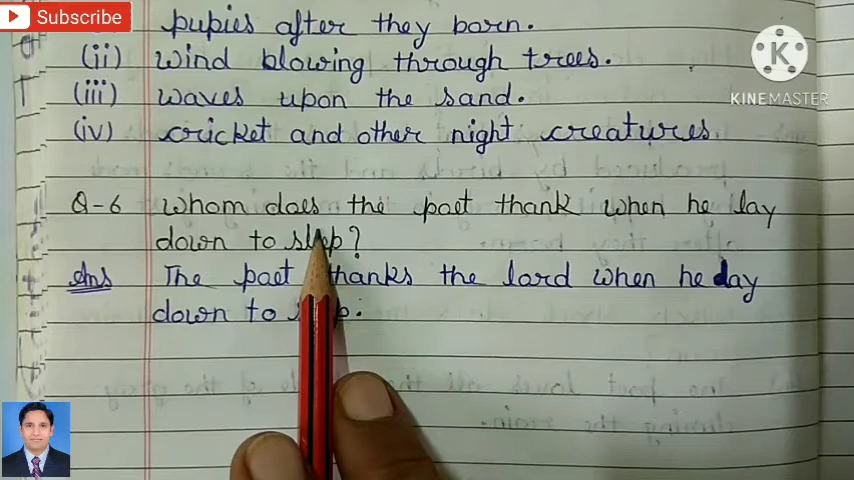 Subscribe
pupies after they born.
(ii) wind blowing through trees.
(iii) waves upon the sand.
(iv) cricket and other night creatures.
KINEMASTER
Q-6 Whom does the poet thank when he lay
down to sleep?
Ans The poet thanks the lord when he lay
down to